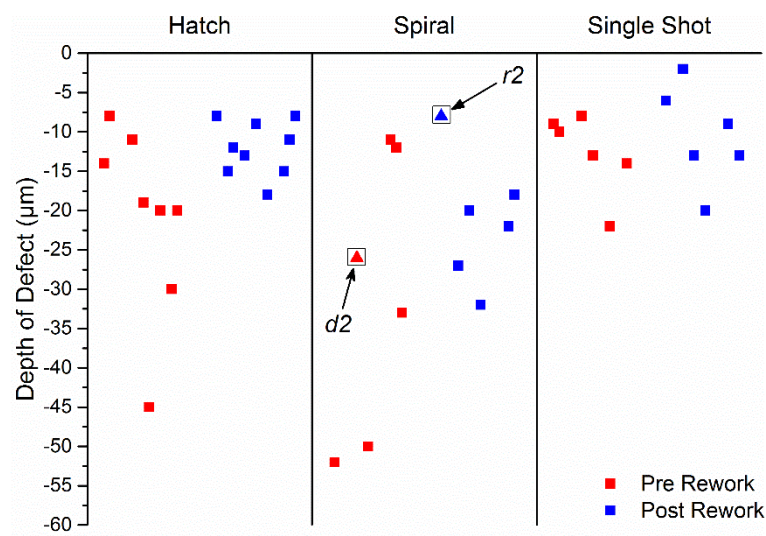 Hatch Spiral Single Shot
0
-5
r2
-10
-15
-20
-25
-30
d2
-35
-40
-45
-50
-55
-60
Depth of Defect (μm)
Pre Rework
Post Rework